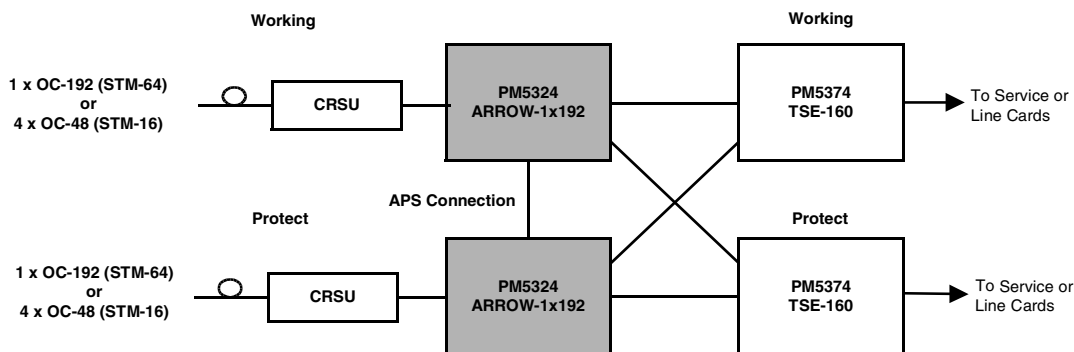 Working
Working
1 x OC-192 (STM-64)
or
4 x OC-48 (STM-16)
CRSU
PM5324
ARROW-1x192
PM5374
TSE-160
To Service or
Line Cards
APS Connection
Protect
Protect
1 x OC-192 (STM-64)
or
4 x OC-48 (STM-16)
CRSU
PM5324
ARROW-1x192
PM5374
TSE-160
To Service or
Line Cards